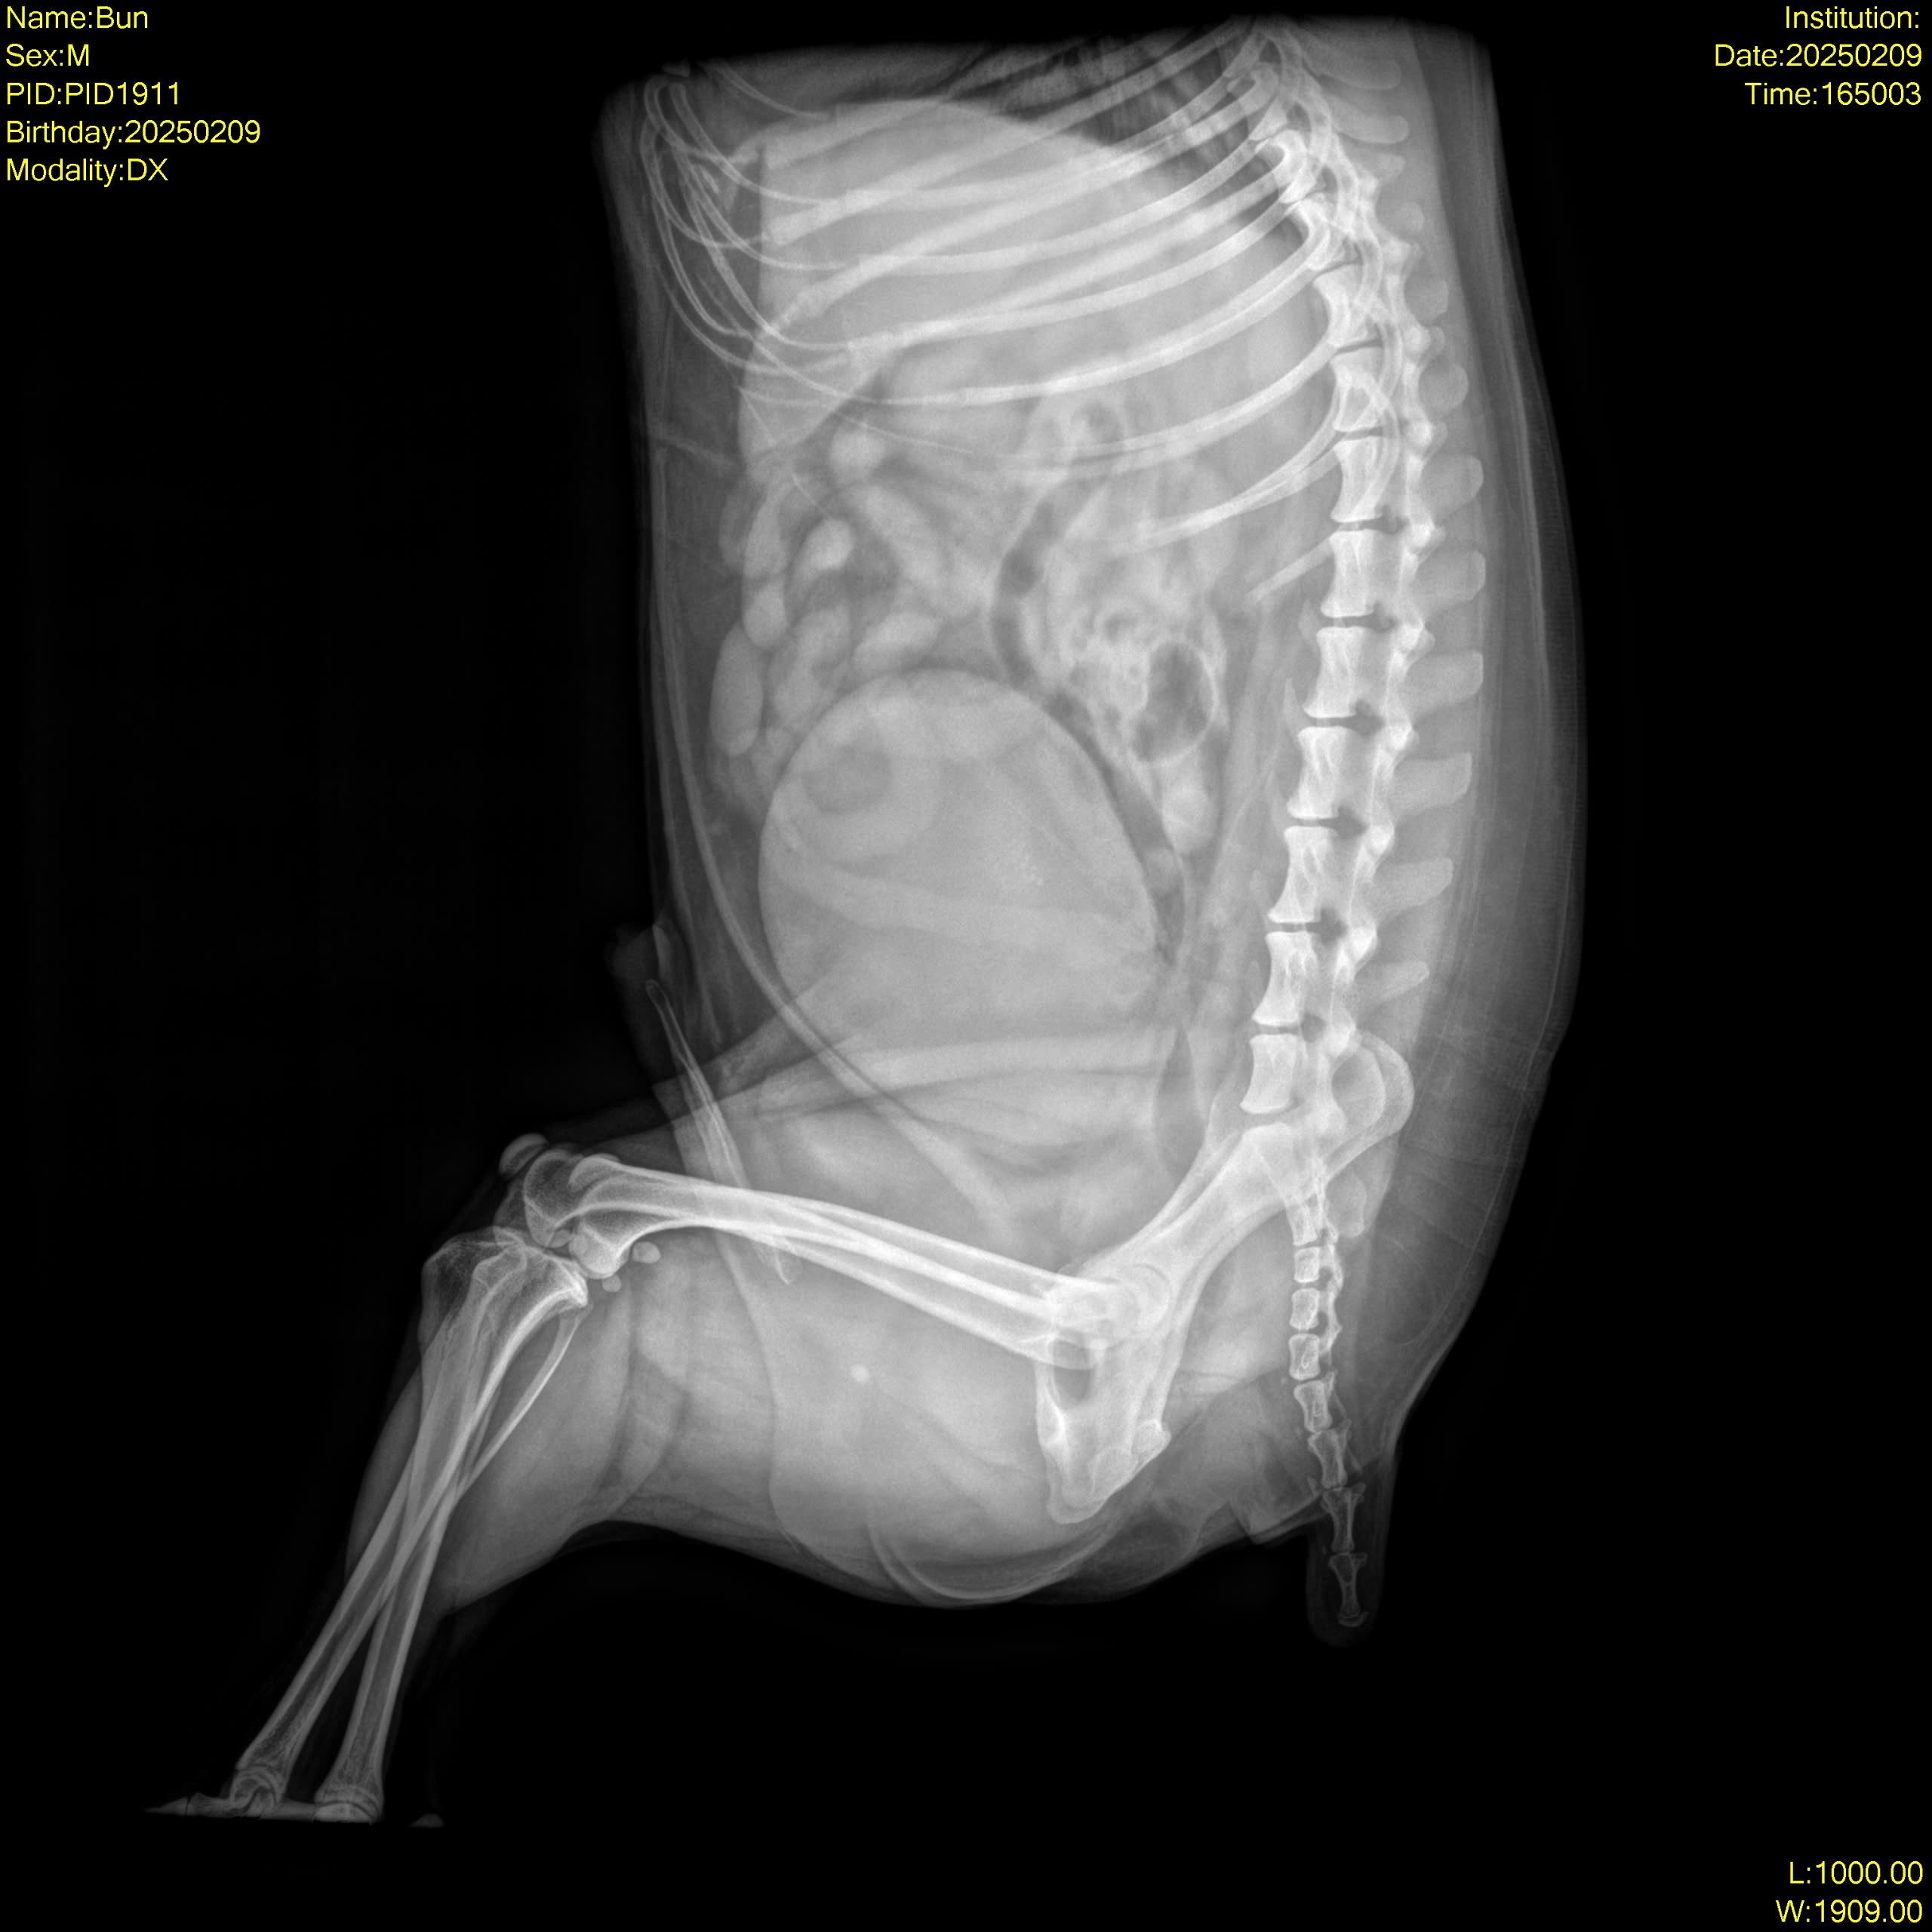 Name:Bun
Sex:M
PID:PID1911
Birthday:20250209
Modality:DX
Institution:
Date:20250209
Time:165003
L:1000.00
W:1909.00